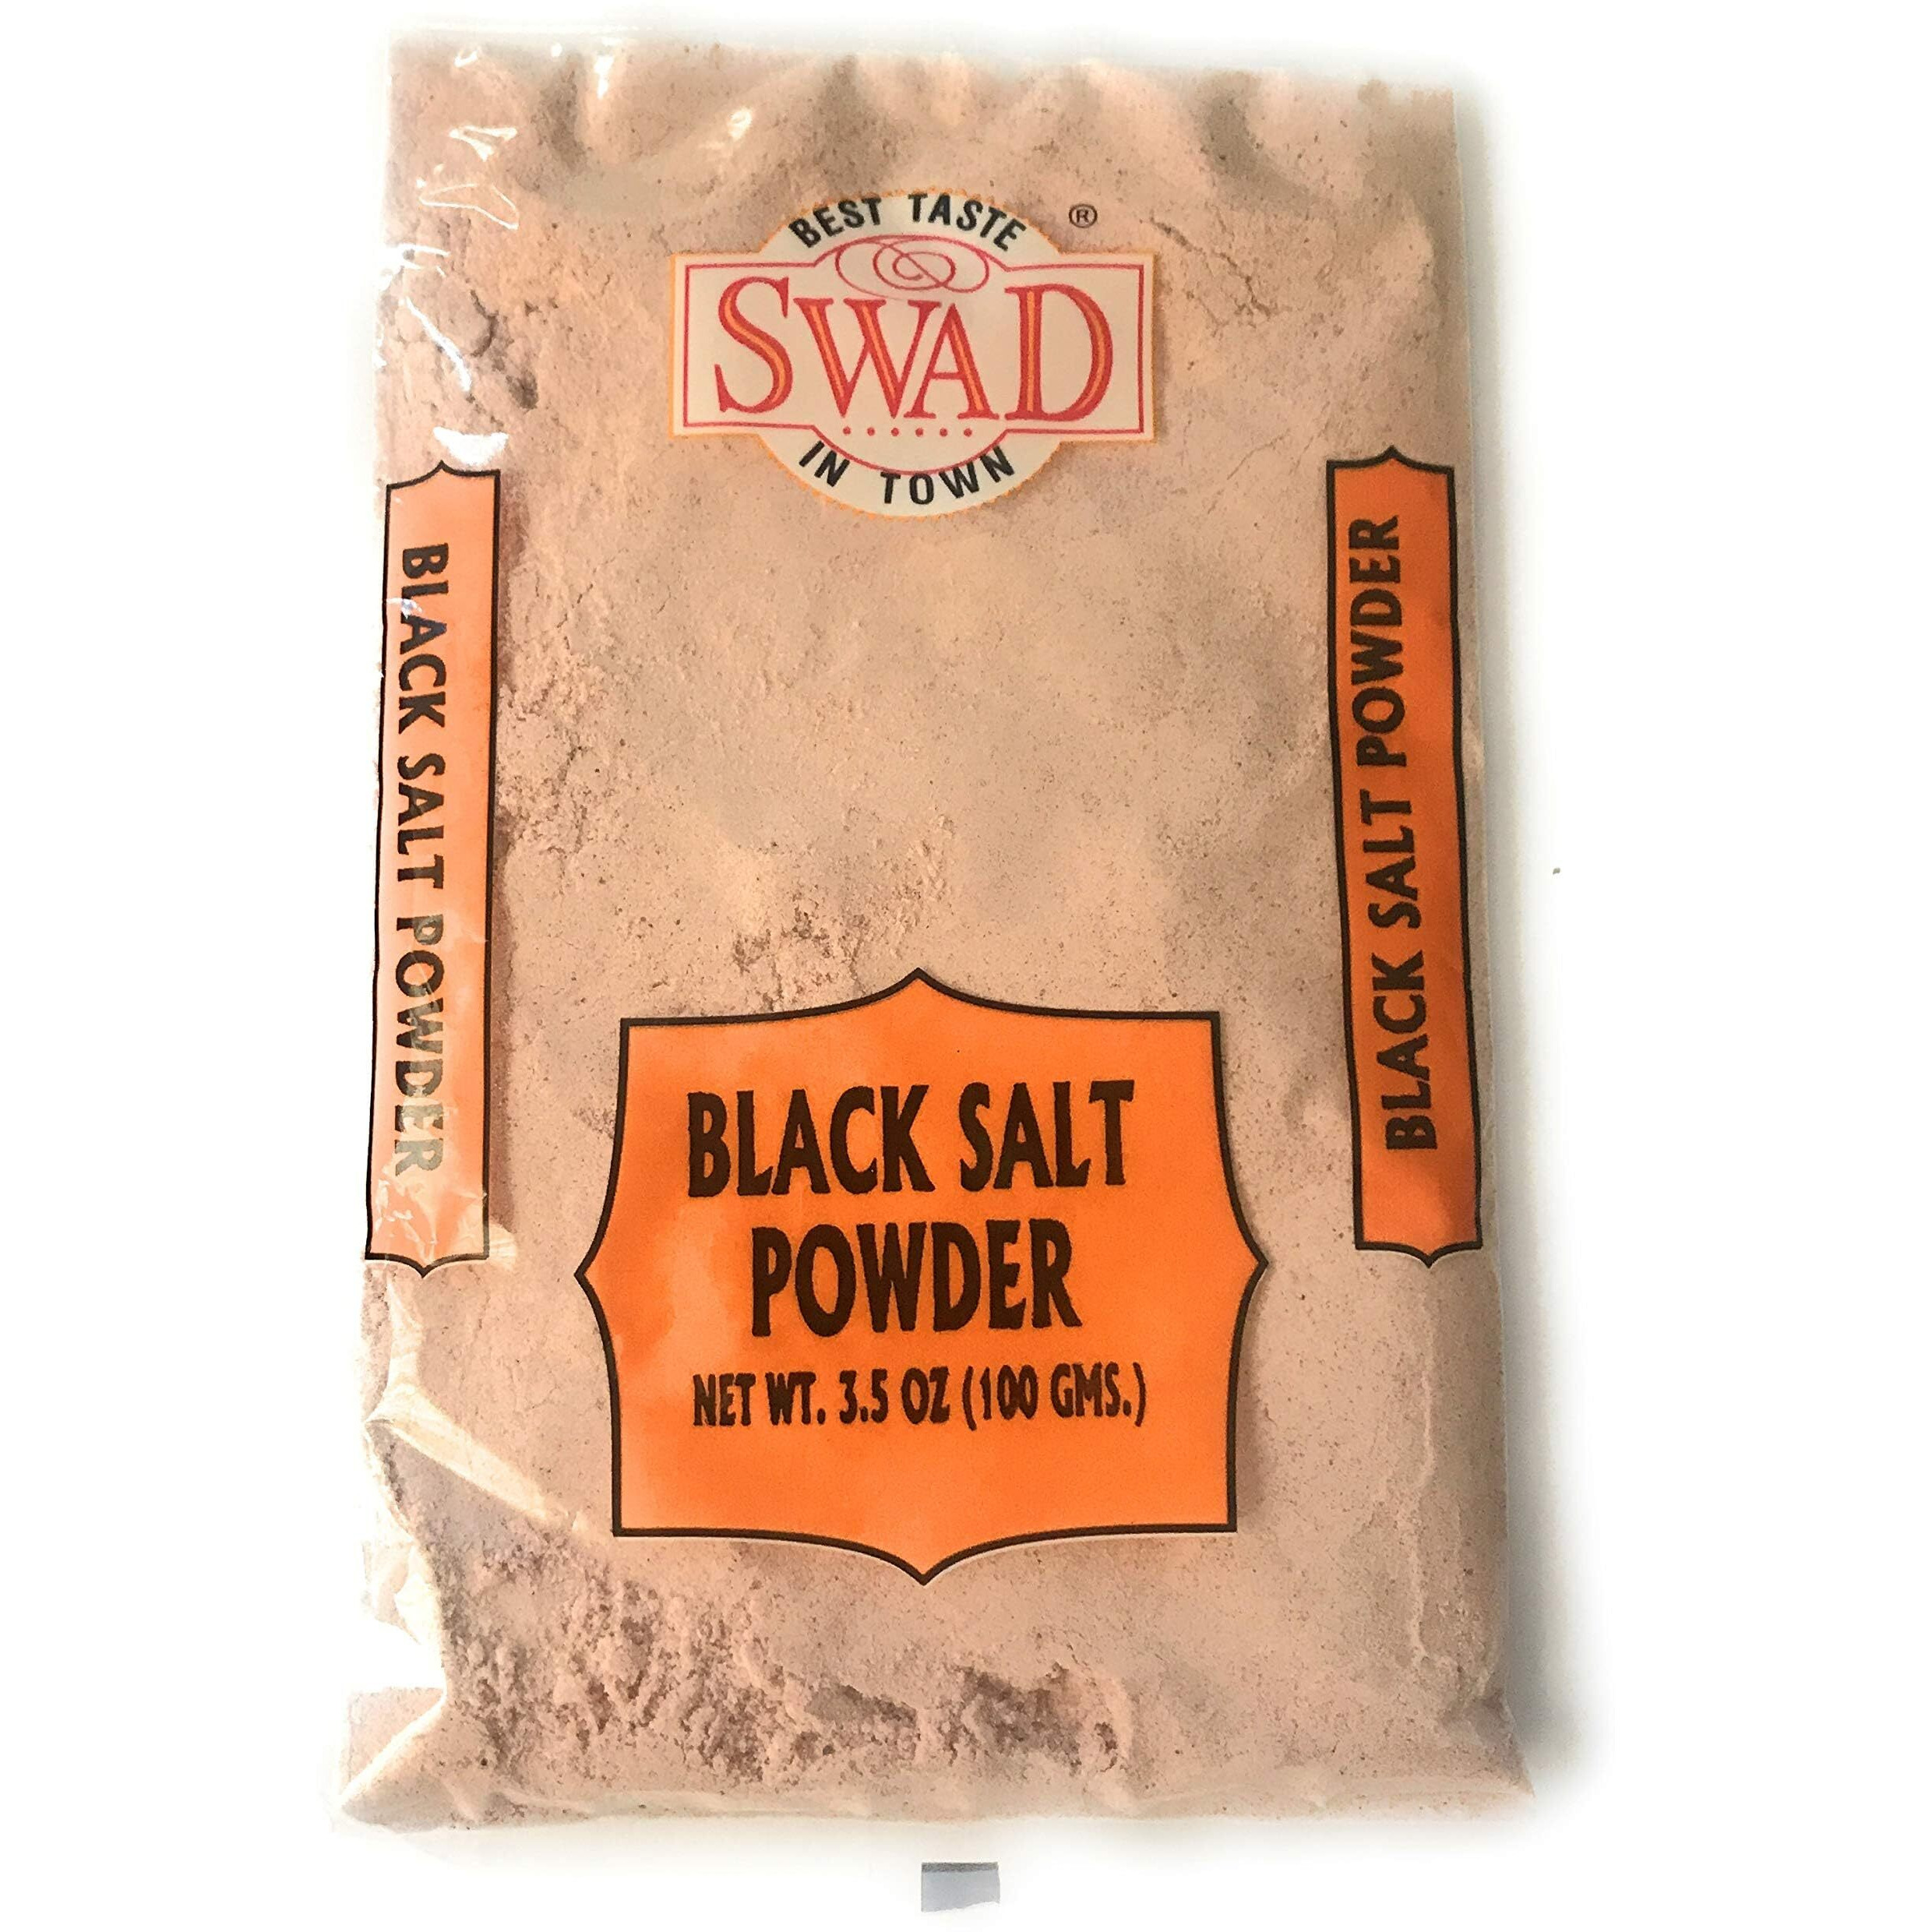 BEST TASTE
®
SWAD
IN TOWN
BLACK SALT POWDER
BLACK SALT POWDER
BLACK SALT
POWDER
NET WT. 3.5 OZ (100 GMS.)